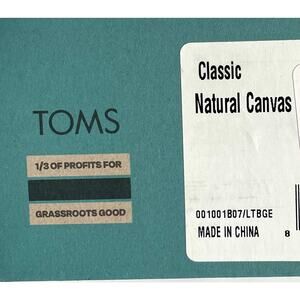 TOMS
1/3 OF PROFITS FOR
GRASSROOTS GOOD
Classic
Natural Canvas
001001B07/LTBGE
MADE IN CHINA
8